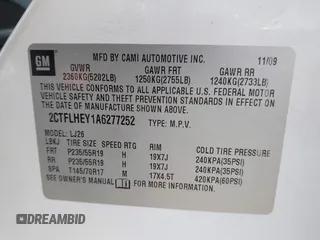 GM
MFD. BY CAMI AUTOMOTIVE INC. 11/09
GVWR GAWR FRT GAWR RR
2360KG(5202LB) 1250KG(2755LB) 1240KG(2733LB)
THIS VEHICLE CONFORMS TO ALL APPLICABLE U.S. FEDERAL
MOTOR VEHICLE SAFETY AND THEFT PREVENTION STANDARDS
IN EFFECT ON THE DATE OF MANUFACTURE SHOWN ABOVE.
2CTFLHEY1A6277252 TYPE: M.P.V.
MODEL: LJ26
LBKJ TIRE SIZE SPEED RTG RIM COLD TIRE PRESSURE
FRT P235/55R19 H 19X7J 240KPA(35PSI)
RR P235/55R19 H 19X7J 240KPA(35PSI)
SPA T145/70R17 M 17X4.5T 420KPA(60PSI)
SEE OWNER'S MANUAL FOR ADDITIONAL INFORMATION.
DREAMBID